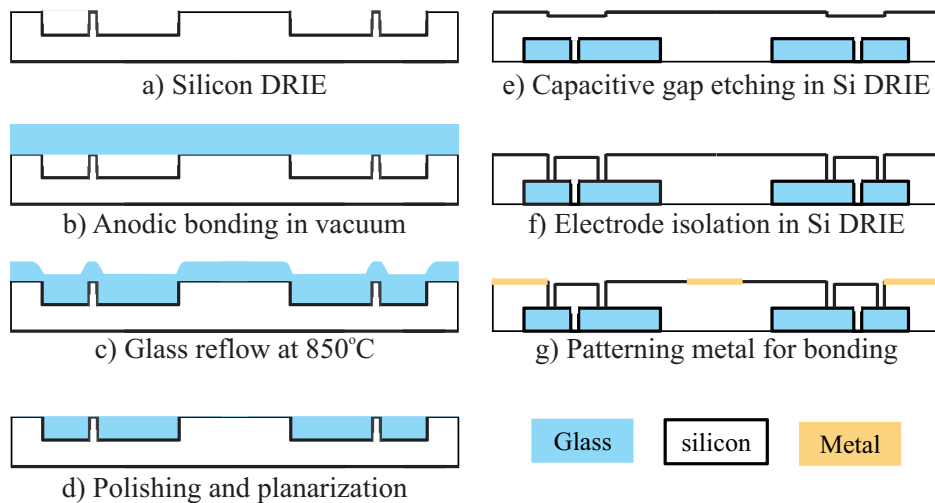 a) Silicon DRIE
b) Anodic bonding in vacuum
c) Glass reflow at 850°C
d) Polishing and planarization
e) Capacitive gap etching in Si DRIE
f) Electrode isolation in Si DRIE
g) Patterning metal for bonding
Glass
silicon
Metal